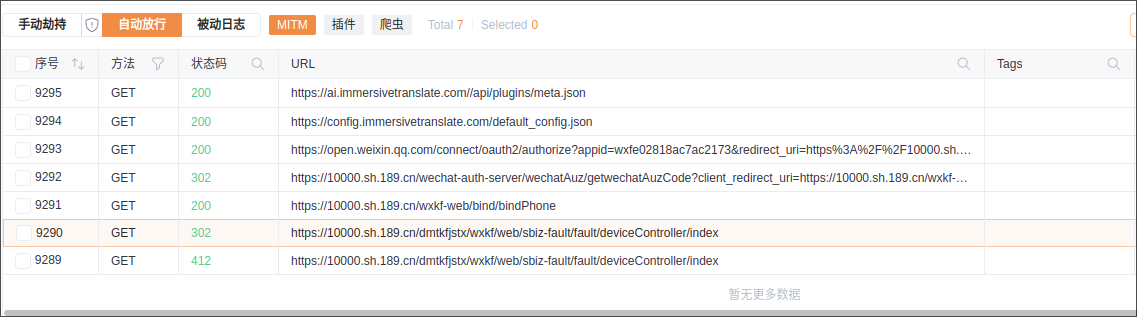 手动劫持 自动放行 被动日志 MITM 插件 爬虫 Total 7 Selected 0
序号 方法 状态码 URL Tags
9295 GET 200 https://ai.immersivetranslate.com//api/plugins/meta.json
9294 GET 200 https://config.immersivetranslate.com/default_config.json
9293 GET 200 https://open.weixin.qq.com/connect/oauth2/authorize?appid=wxfe02818ac7ac2173&redirect_uri=https%3A%2F%2F10000.sh....
9292 GET 302 https://10000.sh.189.cn/wechat-auth-server/wechatAuz/getwechatAuzCode?client_redirect_uri=https://10000.sh.189.cn/wxkf-...
9291 GET 200 https://10000.sh.189.cn/wxkf-web/bind/bindPhone
9290 GET 302 https://10000.sh.189.cn/dmtkfjstx/wxkf/web/sbiz-fault/fault/deviceController/index
9289 GET 412 https://10000.sh.189.cn/dmtkfjstx/wxkf/web/sbiz-fault/fault/deviceController/index
暂无更多数据